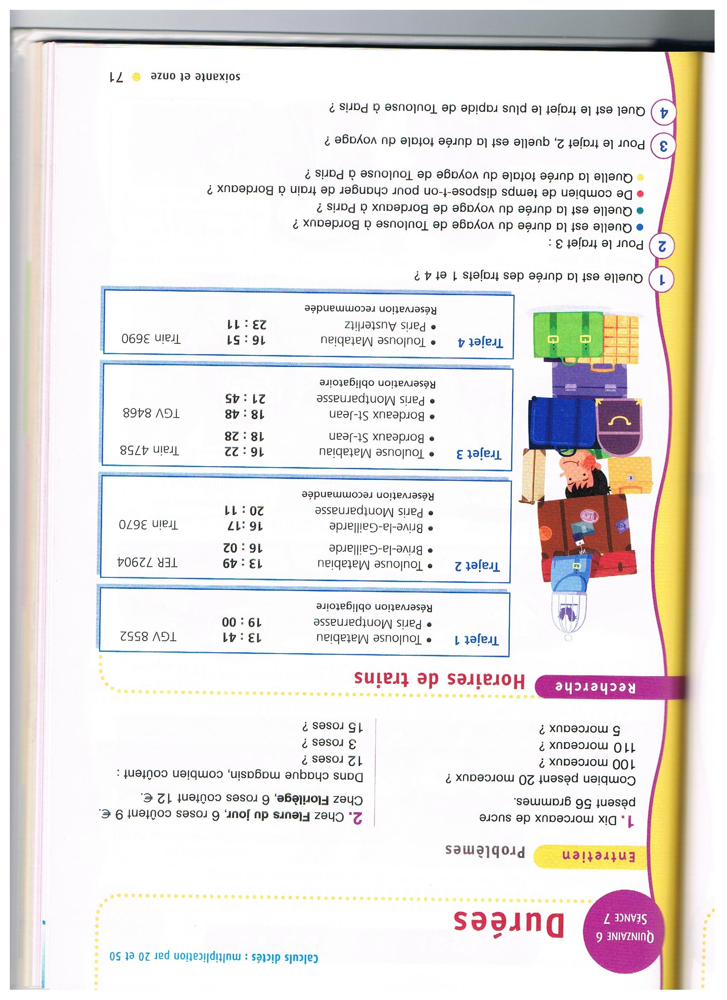 Calculs dictés : multiplication par 20 et 50
QUINZAINE 6
SÉANCE 7
Durées
Entretien
Problèmes
1. Dix morceaux de sucre
pèsent 56 grammes.
Combien pèsent 20 morceaux ?
100 morceaux ?
110 morceaux ?
5 morceaux ?
2. Chez Fleurs du jour, 6 roses coûtent 9 €.
Chez Florilège, 6 roses coûtent 12 €.
Dans chaque magasin, combien coûtent :
12 roses ?
3 roses ?
15 roses ?
Recherche
Horaires de trains
Trajet 1 • Toulouse Matabiau 13 : 41 TGV 8552
• Paris Montparnasse 19 : 00
Réservation obligatoire
Trajet 2 • Toulouse Matabiau 13 : 49 TER 72904
• Brive-la-Gaillarde 16 : 02
• Brive-la-Gaillarde 16 :17 Train 3670
• Paris Montparnasse 20 : 11
Réservation recommandée
Trajet 3 • Toulouse Matabiau 16 : 22 Train 4758
• Bordeaux St-Jean 18 : 28
• Bordeaux St-Jean 18 : 48 TGV 8468
• Paris Montparnasse 21 : 45
Réservation obligatoire
Trajet 4 • Toulouse Matabiau 16 : 51 Train 3690
• Paris Austerlitz 23 : 11
Réservation recommandée
1 Quelle est la durée des trajets 1 et 4 ?
2 Pour le trajet 3 :
• Quelle est la durée du voyage de Toulouse à Bordeaux ?
• Quelle est la durée du voyage de Bordeaux à Paris ?
• De combien de temps dispose-t-on pour changer de train à Bordeaux ?
• Quelle la durée totale du voyage de Toulouse à Paris ?
3 Pour le trajet 2, quelle est la durée totale du voyage ?
4 Quel est le trajet le plus rapide de Toulouse à Paris ?
soixante et onze • 71